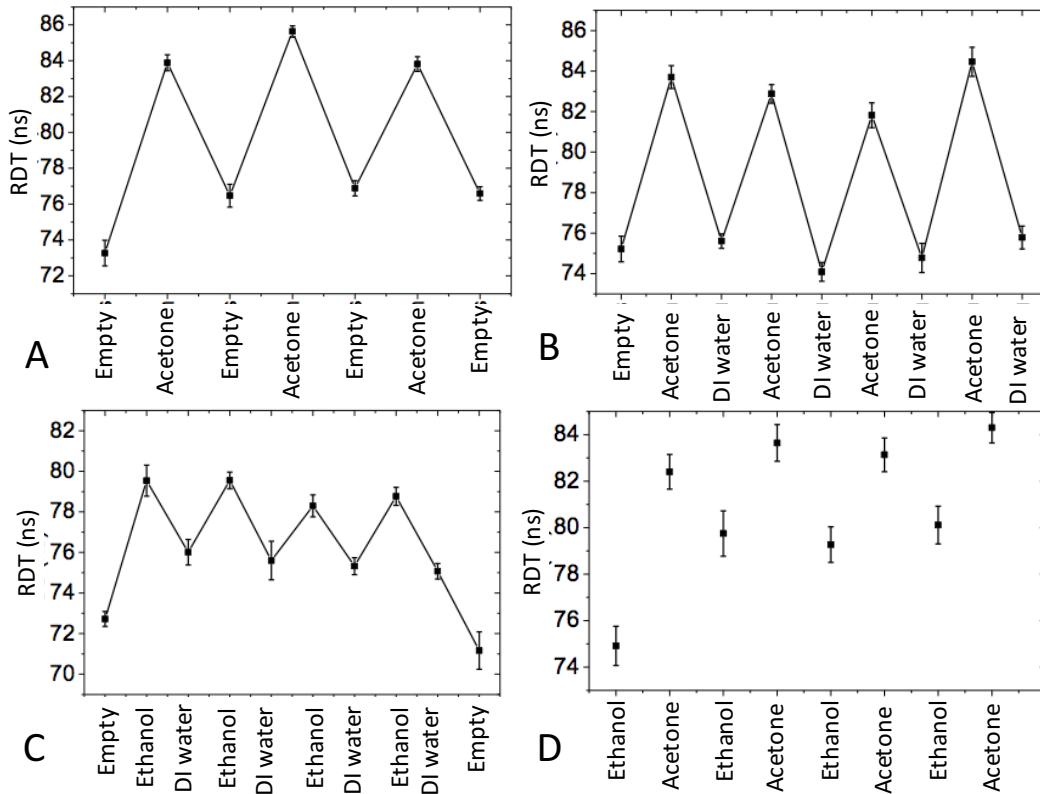 86
84
82
80
78
76
74
72
RDT (ns)
A
Empty
Acetone
Empty
Acetone
Empty
Acetone
Empty
86
84
82
80
78
76
74
RDT (ns)
B
Empty
Acetone
DI water
Acetone
DI water
Acetone
DI water
Acetone
DI water
82
80
78
76
74
72
70
RDT (ns)
C
Empty
Ethanol
DI water
Ethanol
DI water
Ethanol
DI water
Ethanol
DI water
Empty
84
82
80
78
76
74
RDT (ns)
D
Ethanol
Acetone
Ethanol
Acetone
Ethanol
Acetone
Ethanol
Acetone